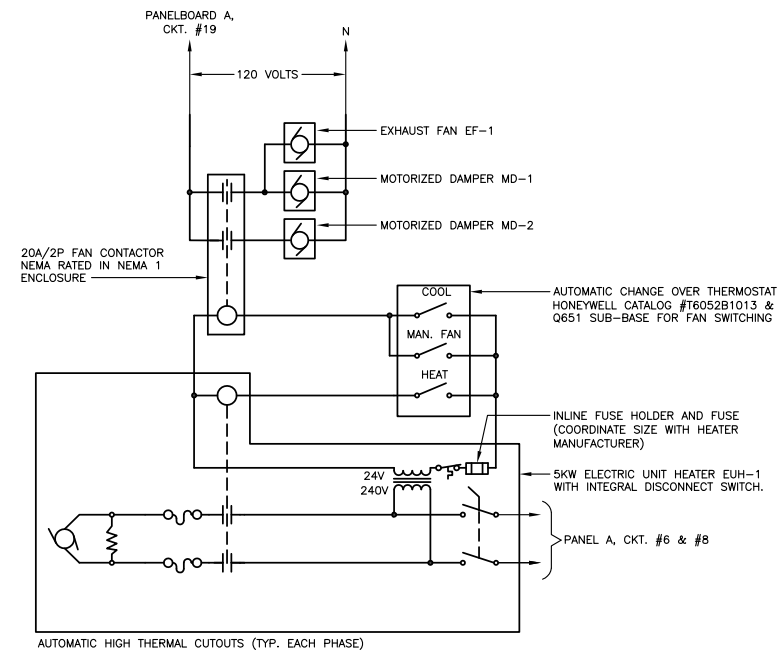 PANELBOARD A,
CKT. #19
N
120 VOLTS
EXHAUST FAN EF-1
MOTORIZED DAMPER MD-1
MOTORIZED DAMPER MD-2
20A/2P FAN CONTACTOR
NEMA RATED IN NEMA 1
ENCLOSURE
COOL
MAN. FAN
HEAT
AUTOMATIC CHANGE OVER THERMOSTAT
HONEYWELL CATALOG #T6052B1013 &
Q651 SUB-BASE FOR FAN SWITCHING
INLINE FUSE HOLDER AND FUSE
(COORDINATE SIZE WITH HEATER
MANUFACTURER)
24V
240V
5KW ELECTRIC UNIT HEATER EUH-1
WITH INTEGRAL DISCONNECT SWITCH.
PANEL A, CKT. #6 & #8
AUTOMATIC HIGH THERMAL CUTOUTS (TYP. EACH PHASE)